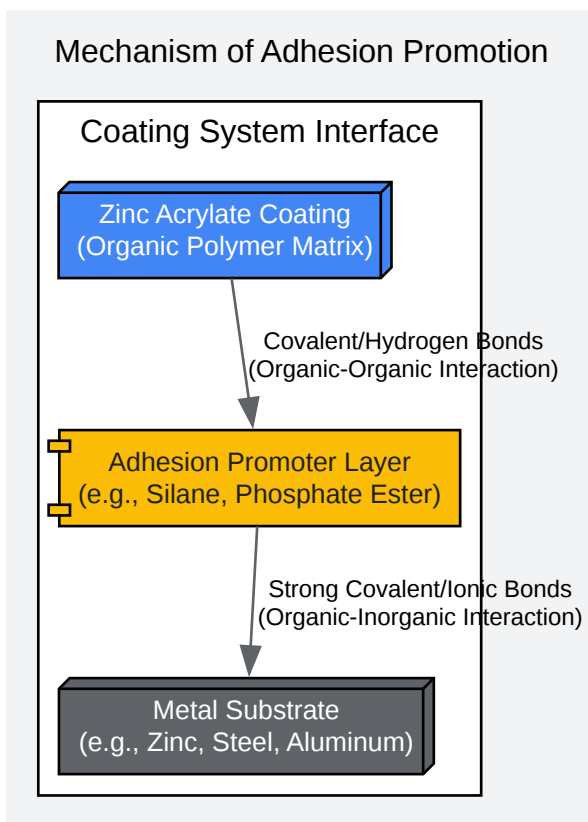 Mechanism of Adhesion Promotion
Coating System Interface
Zinc Acrylate Coating
(Organic Polymer Matrix)
Covalent/Hydrogen Bonds
(Organic-Organic Interaction)
Adhesion Promoter Layer
(e.g., Silane, Phosphate Ester)
Strong Covalent/Ionic Bonds
(Organic-Inorganic Interaction)
Metal Substrate
(e.g., Zinc, Steel, Aluminum)